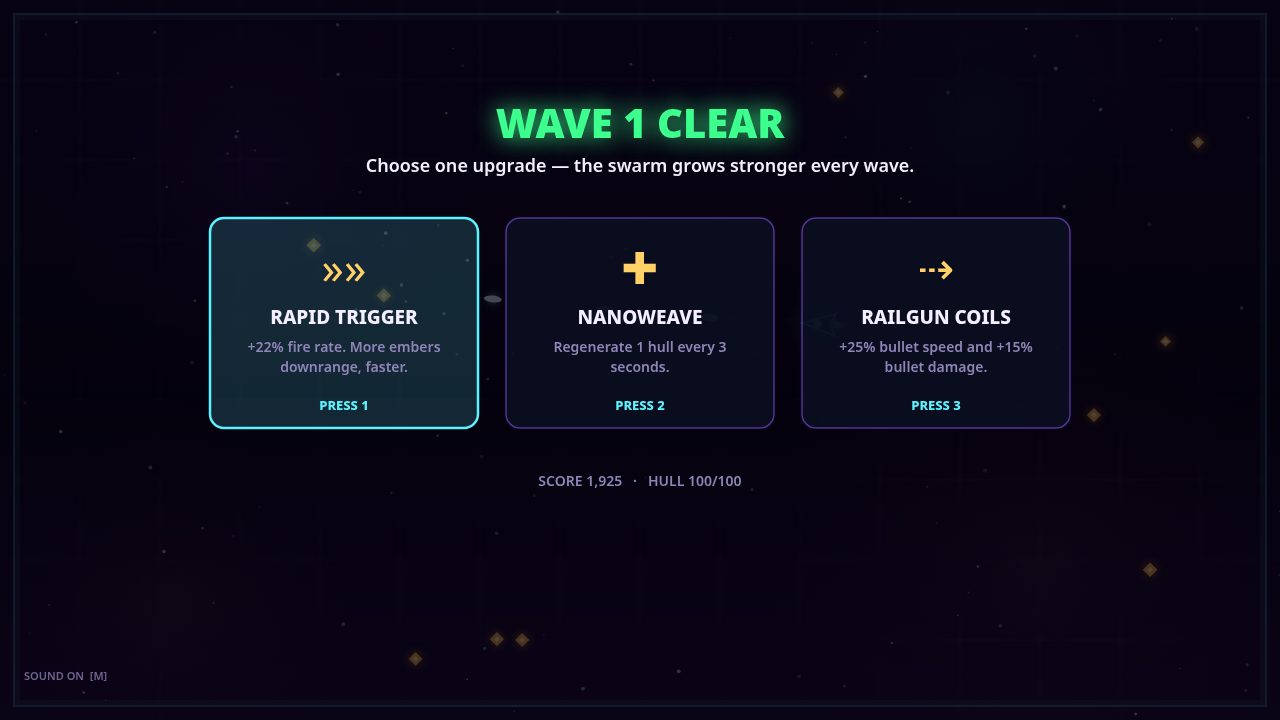 WAVE 1 CLEAR
Choose one upgrade — the swarm grows stronger every wave.
RAPID TRIGGER
+22% fire rate. More embers
downrange, faster.
PRESS 1
NANOWEAVE
Regenerate 1 hull every 3
seconds.
PRESS 2
RAILGUN COILS
+25% bullet speed and +15%
bullet damage.
PRESS 3
SCORE 1,925 · HULL 100/100
SOUND ON [M]